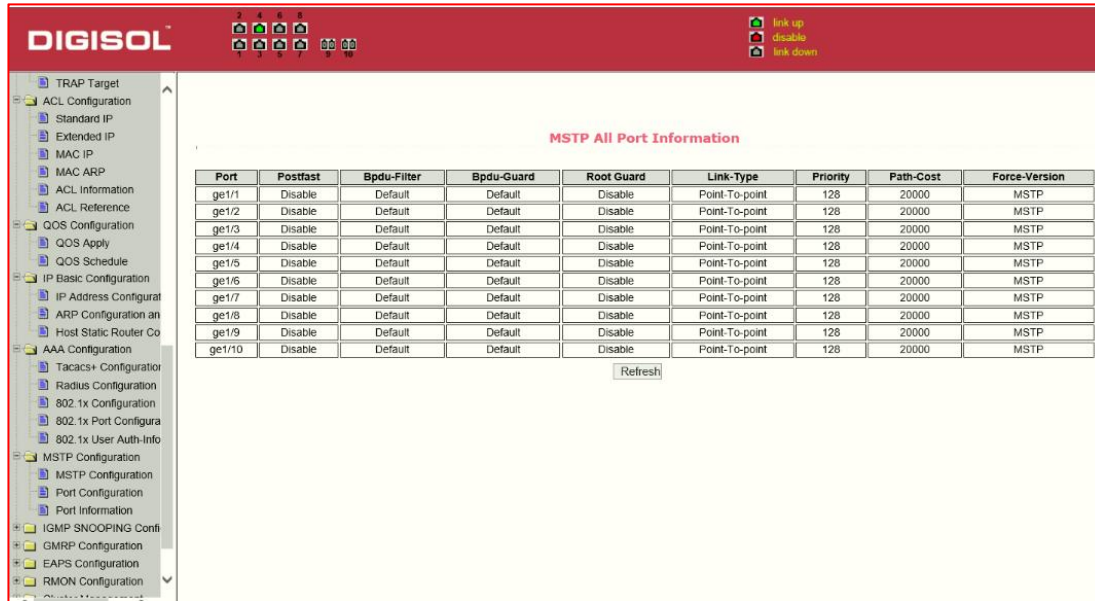 DIGISOL™
2 4 6 8
1 3 5 7 9 10
link up
disable
link down
TRAP Target
ACL Configuration
Standard IP
Extended IP
MAC IP
MAC ARP
ACL Information
ACL Reference
QOS Configuration
QOS Apply
QOS Schedule
IP Basic Configuration
IP Address Configurat
ARP Configuration an
Host Static Router Co
AAA Configuration
Tacacs+ Configuration
Radius Configuration
802.1x Configuration
802.1x Port Configura
802.1x User Auth-Info
MSTP Configuration
MSTP Configuration
Port Configuration
Port Information
IGMP SNOOPING Confi
GMRP Configuration
EAPS Configuration
RMON Configuration
MSTP All Port Information
Port Postfast Bpdu-Filter Bpdu-Guard Root Guard Link-Type Priority Path-Cost Force-Version
ge1/1 Disable Default Default Disable Point-To-point 128 20000 MSTP
ge1/2 Disable Default Default Disable Point-To-point 128 20000 MSTP
ge1/3 Disable Default Default Disable Point-To-point 128 20000 MSTP
ge1/4 Disable Default Default Disable Point-To-point 128 20000 MSTP
ge1/5 Disable Default Default Disable Point-To-point 128 20000 MSTP
ge1/6 Disable Default Default Disable Point-To-point 128 20000 MSTP
ge1/7 Disable Default Default Disable Point-To-point 128 20000 MSTP
ge1/8 Disable Default Default Disable Point-To-point 128 20000 MSTP
ge1/9 Disable Default Default Disable Point-To-point 128 20000 MSTP
ge1/10 Disable Default Default Disable Point-To-point 128 20000 MSTP
Refresh